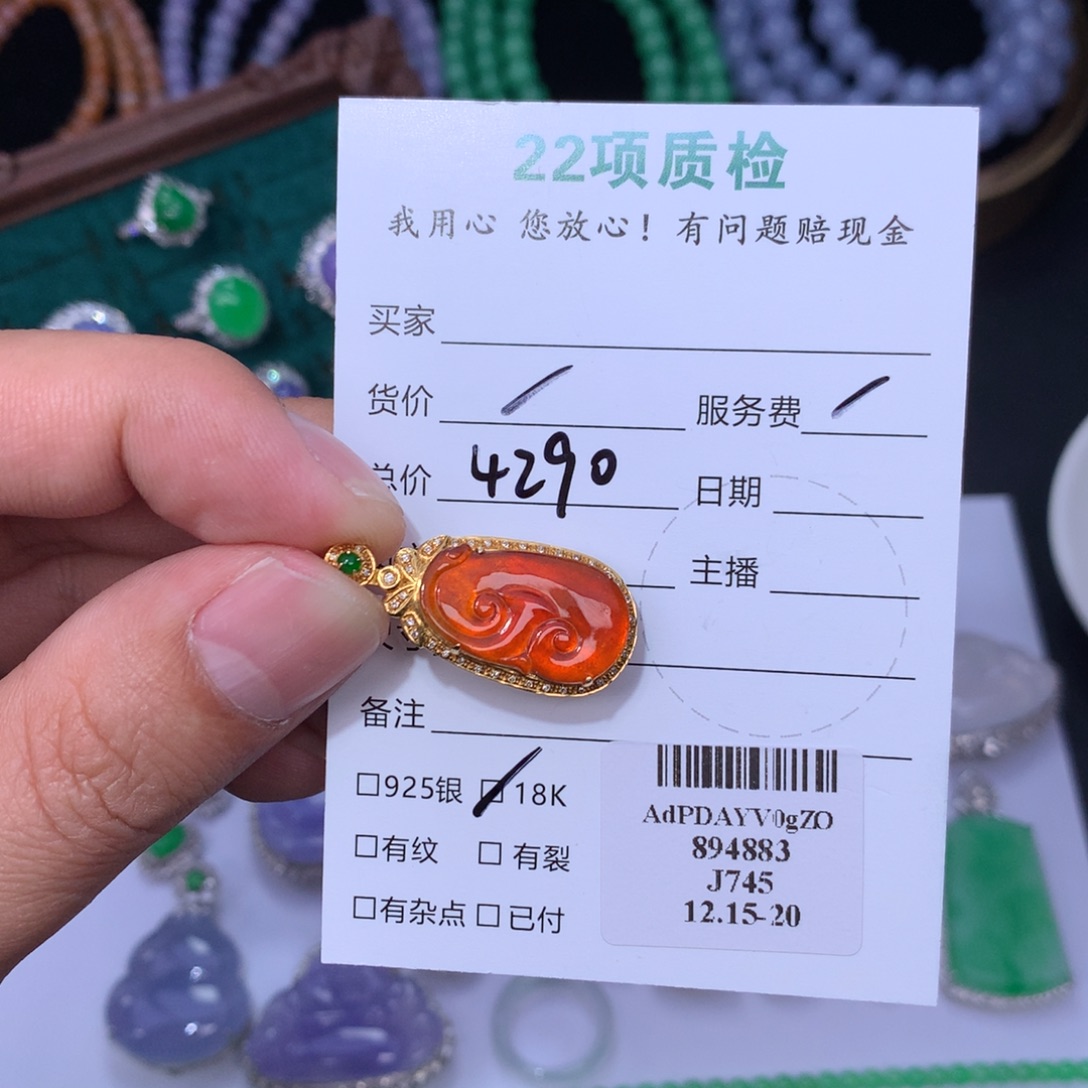 22项质检
我用心 您放心！有问题赔现金
买家
货价 服务费
总价 4290 日期
主播
备注
□925银 □18K
□有纹 □有裂
□有杂点 □已付
AdPDAYV0gZO
894883
J745
12.15-20